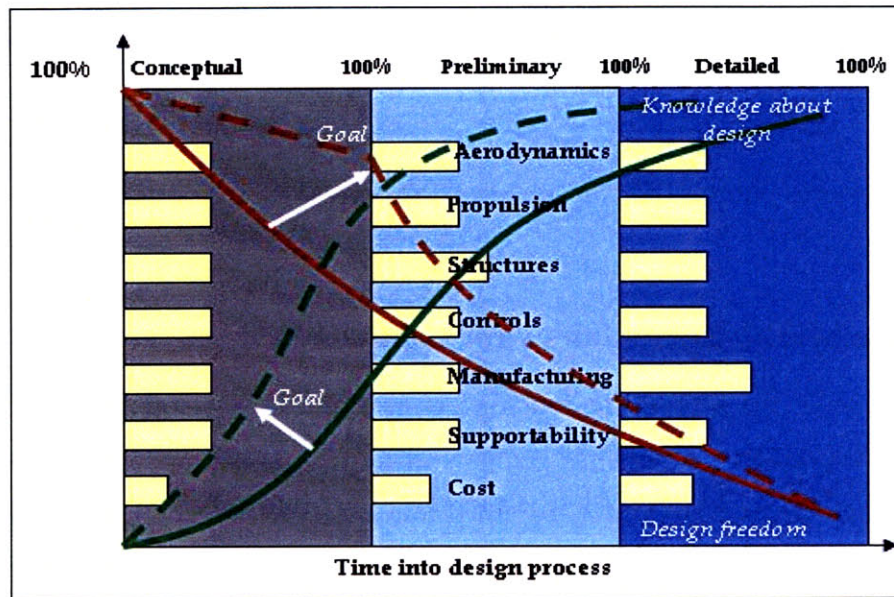 100% Conceptual 100% Preliminary 100% Detailed 100%
Knowledge about
design
Goal
Aerodynamics
Propulsion
Structures
Controls
Manufacturing
Goal
Supportability
Cost
Design freedom
Time into design process